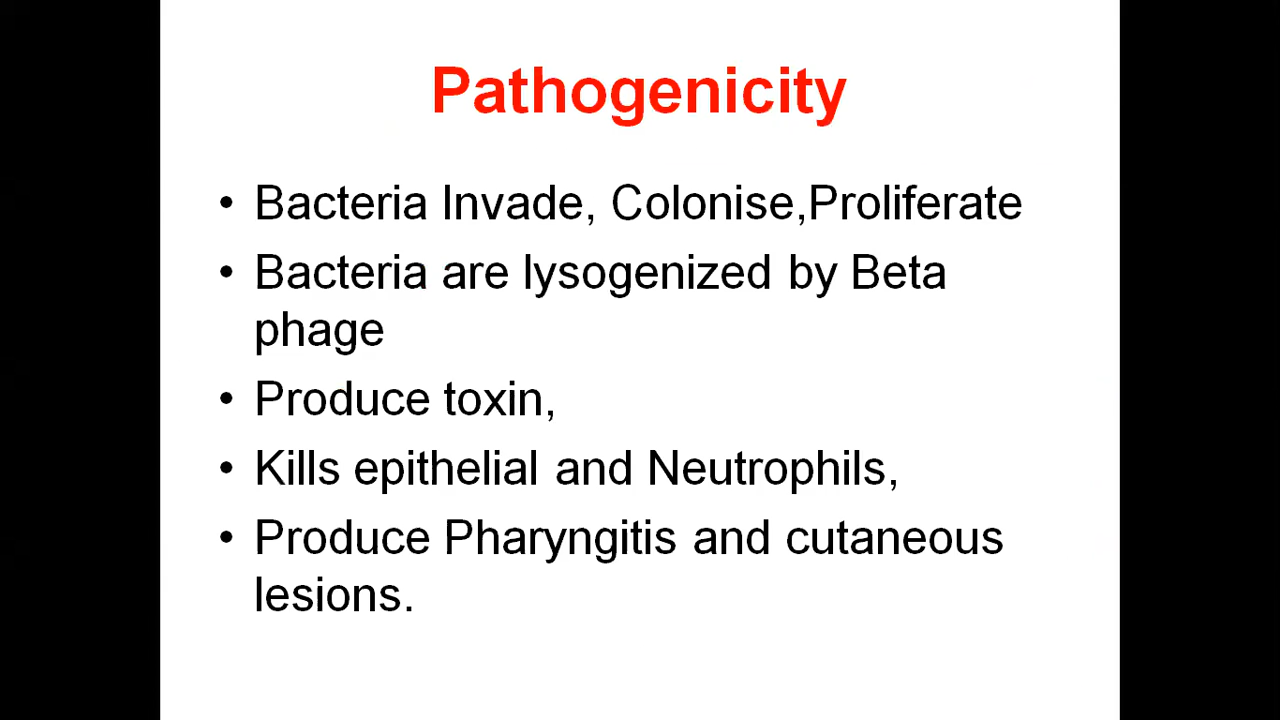 Pathogenicity
• Bacteria Invade, Colonise,Proliferate
• Bacteria are lysogenized by Beta
phage
• Produce toxin,
• Kills epithelial and Neutrophils,
• Produce Pharyngitis and cutaneous
lesions.